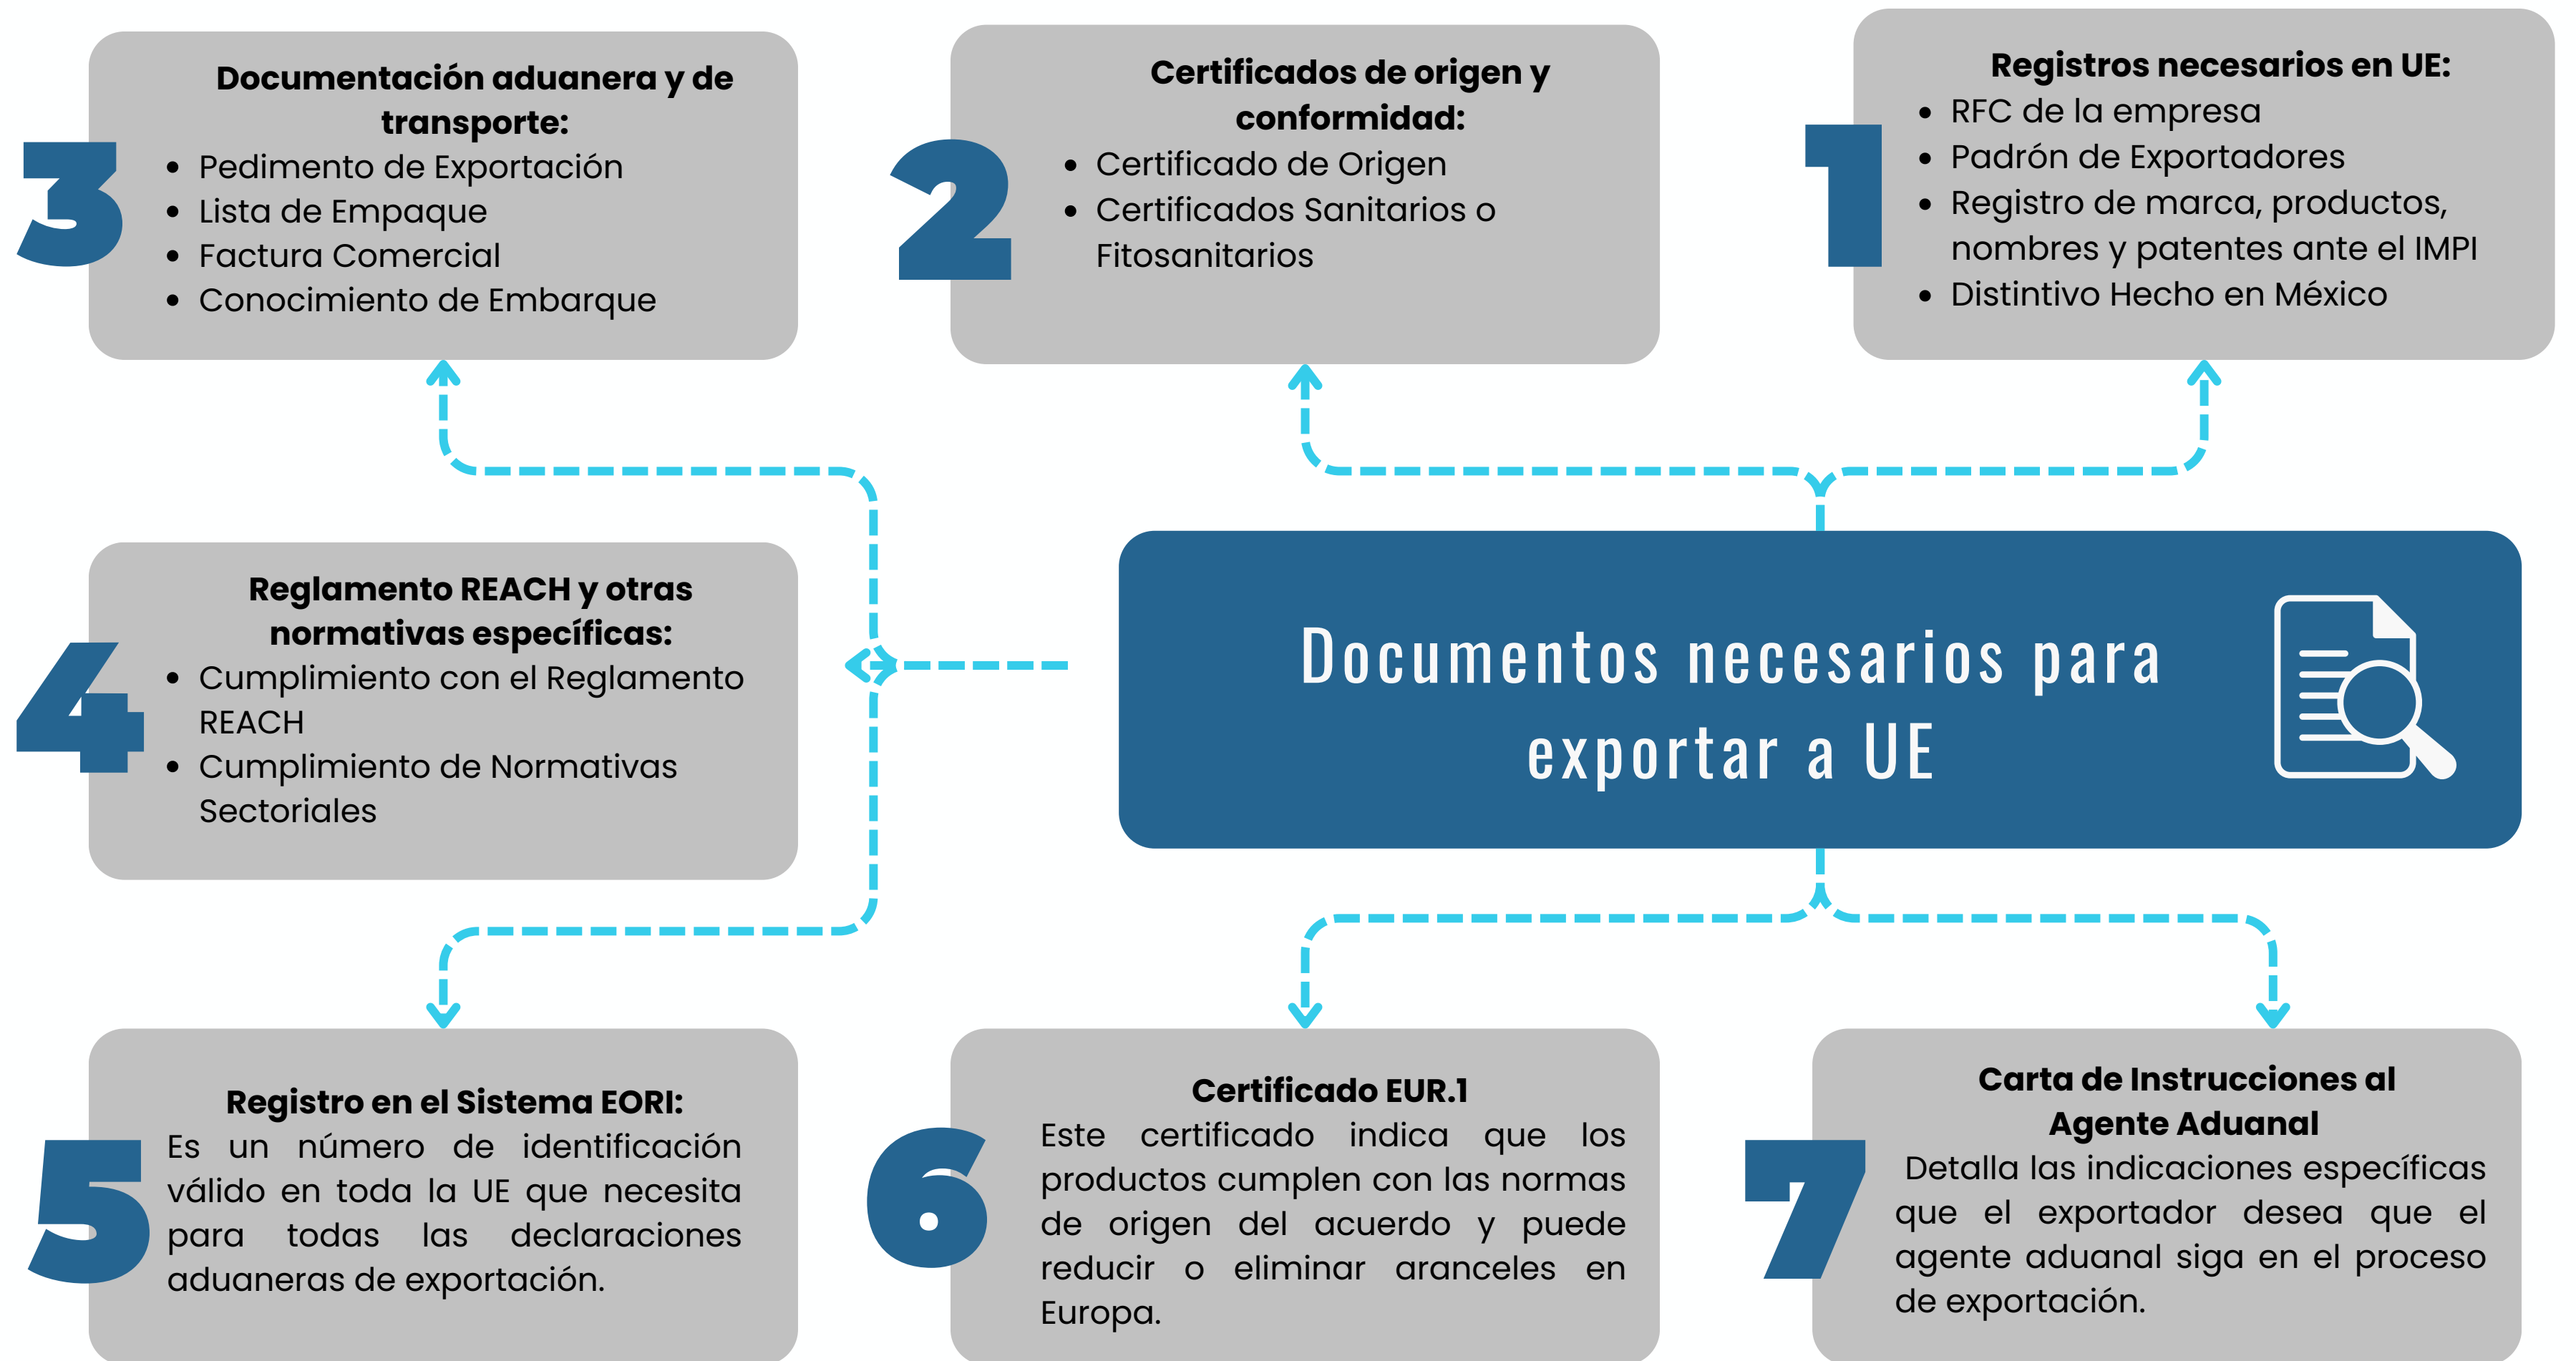 Documentación aduanera y de
transporte:
• Pedimento de Exportación
• Lista de Empaque
• Factura Comercial
• Conocimiento de Embarque
3
Certificados de origen y
conformidad:
• Certificado de Origen
• Certificados Sanitarios o
Fitosanitarios
2
Registros necesarios en UE:
• RFC de la empresa
• Padrón de Exportadores
• Registro de marca, productos,
nombres y patentes ante el IMPI
• Distintivo Hecho en México
1
Reglamento REACH y otras
normativas específicas:
• Cumplimiento con el Reglamento
REACH
• Cumplimiento de Normativas
Sectoriales
4
Documentos necesarios para
exportar a UE
Registro en el Sistema EORI:
Es un número de identificación
válido en toda la UE que necesita
para todas las declaraciones
aduaneras de exportación.
5
Certificado EUR.1
Este certificado indica que los
productos cumplen con las normas
de origen del acuerdo y puede
reducir o eliminar aranceles en
Europa.
6
Carta de Instrucciones al
Agente Aduanal
Detalla las indicaciones específicas
que el exportador desea que el
agente aduanal siga en el proceso
de exportación.
7